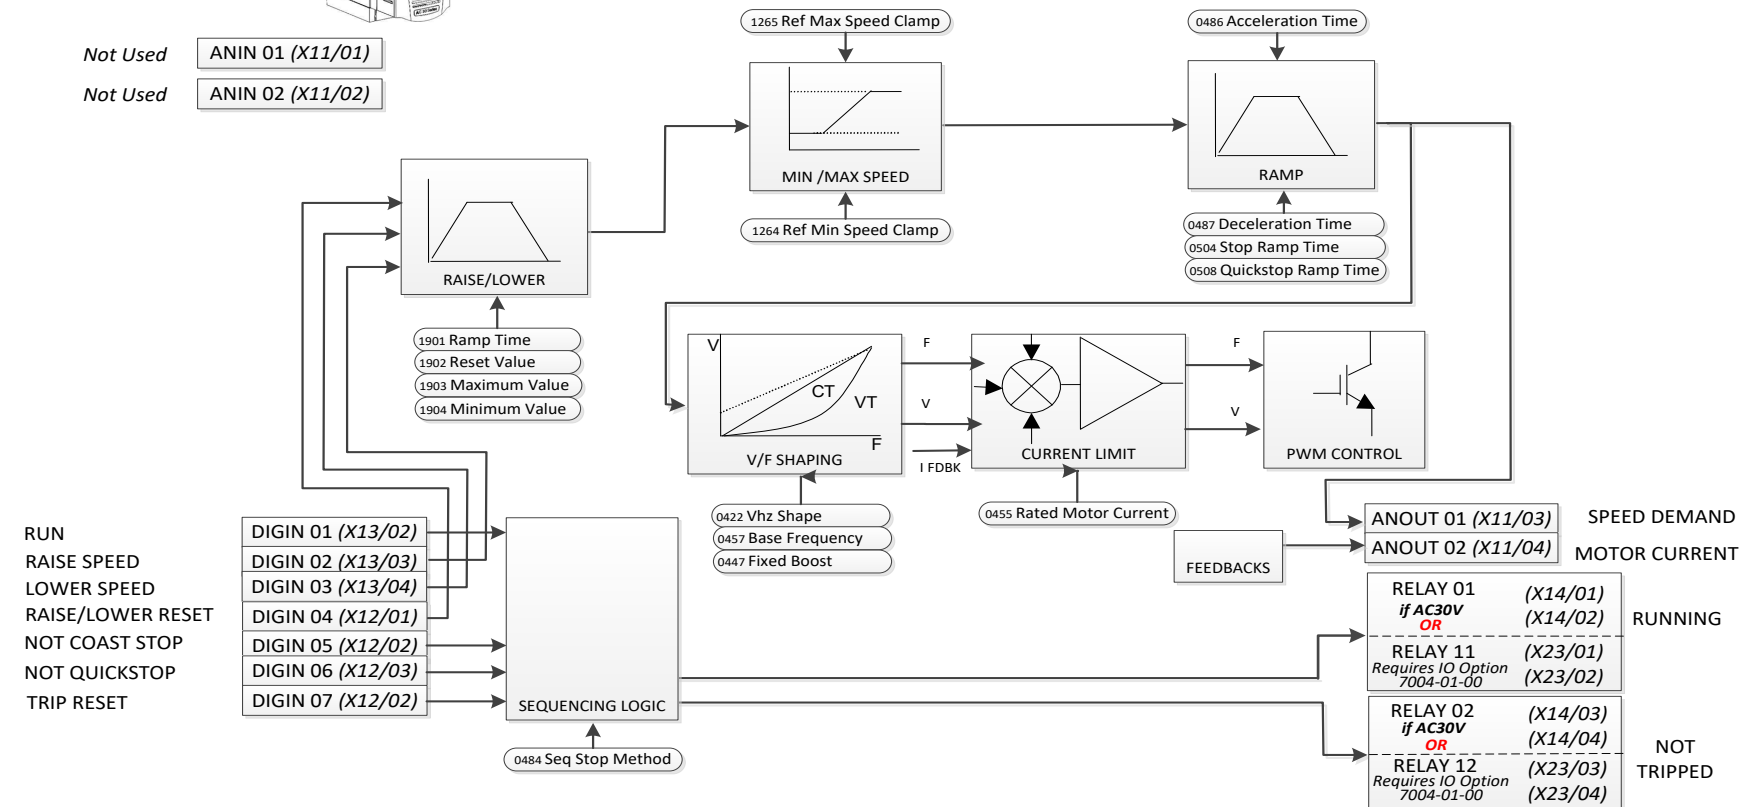 Not Used
ANIN 01 (X11/01)
Not Used
ANIN 02 (X11/02)
1265 Ref Max Speed Clamp
MIN /MAX SPEED
1264 Ref Min Speed Clamp
0486 Acceleration Time
RAMP
0487 Deceleration Time
0504 Stop Ramp Time
0508 Quickstop Ramp Time
RAISE/LOWER
1901 Ramp Time
1902 Reset Value
1903 Maximum Value
1904 Minimum Value
V
CT
VT
F
V/F SHAPING
0422 Vhz Shape
0457 Base Frequency
0447 Fixed Boost
F
V
I FDBK
CURRENT LIMIT
0455 Rated Motor Current
F
V
PWM CONTROL
RUN
DIGIN 01 (X13/02)
RAISE SPEED
DIGIN 02 (X13/03)
LOWER SPEED
DIGIN 03 (X13/04)
RAISE/LOWER RESET
DIGIN 04 (X12/01)
NOT COAST STOP
DIGIN 05 (X12/02)
NOT QUICKSTOP
DIGIN 06 (X12/03)
TRIP RESET
DIGIN 07 (X12/02)
SEQUENCING LOGIC
0484 Seq Stop Method
FEEDBACKS
ANOUT 01 (X11/03)
SPEED DEMAND
ANOUT 02 (X11/04)
MOTOR CURRENT
RELAY 01 (X14/01)
if AC30V (X14/02)
OR
RUNNING
RELAY 11 (X23/01)
Requires IO Option
7004-01-00 (X23/02)
RELAY 02 (X14/03)
if AC30V (X14/04)
OR
NOT
TRIPPED
RELAY 12 (X23/03)
Requires IO Option
7004-01-00 (X23/04)